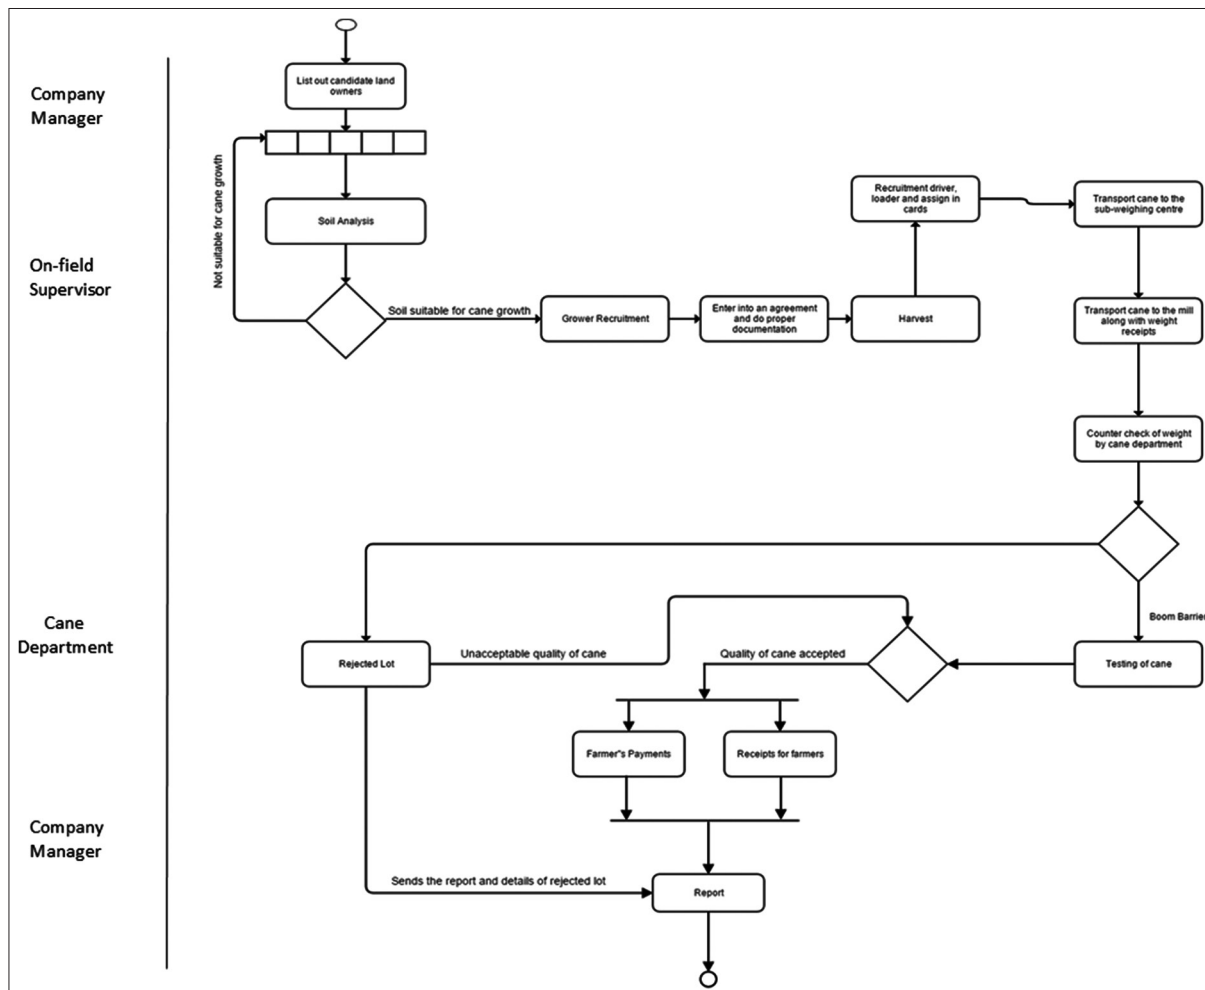 Company
Manager
List out candidate land
owners
Not suitable for cane growth
Soil Analysis
On-field
Supervisor
Soil suitable for cane growth
Grower Recruitment
Enter into an agreement
and do proper
documentation
Harvest
Recruitment driver,
loader and assign in
cards
Transport cane to the
sub-weighing centre
Transport cane to the mill
along with weight
receipts
Counter check of weight
by cane department
Boom Barrier
Cane
Department
Rejected Lot
Unacceptable quality of cane
Quality of cane accepted
Testing of cane
Farmer"s Payments
Receipts for farmers
Company
Manager
Sends the report and details of rejected lot
Report